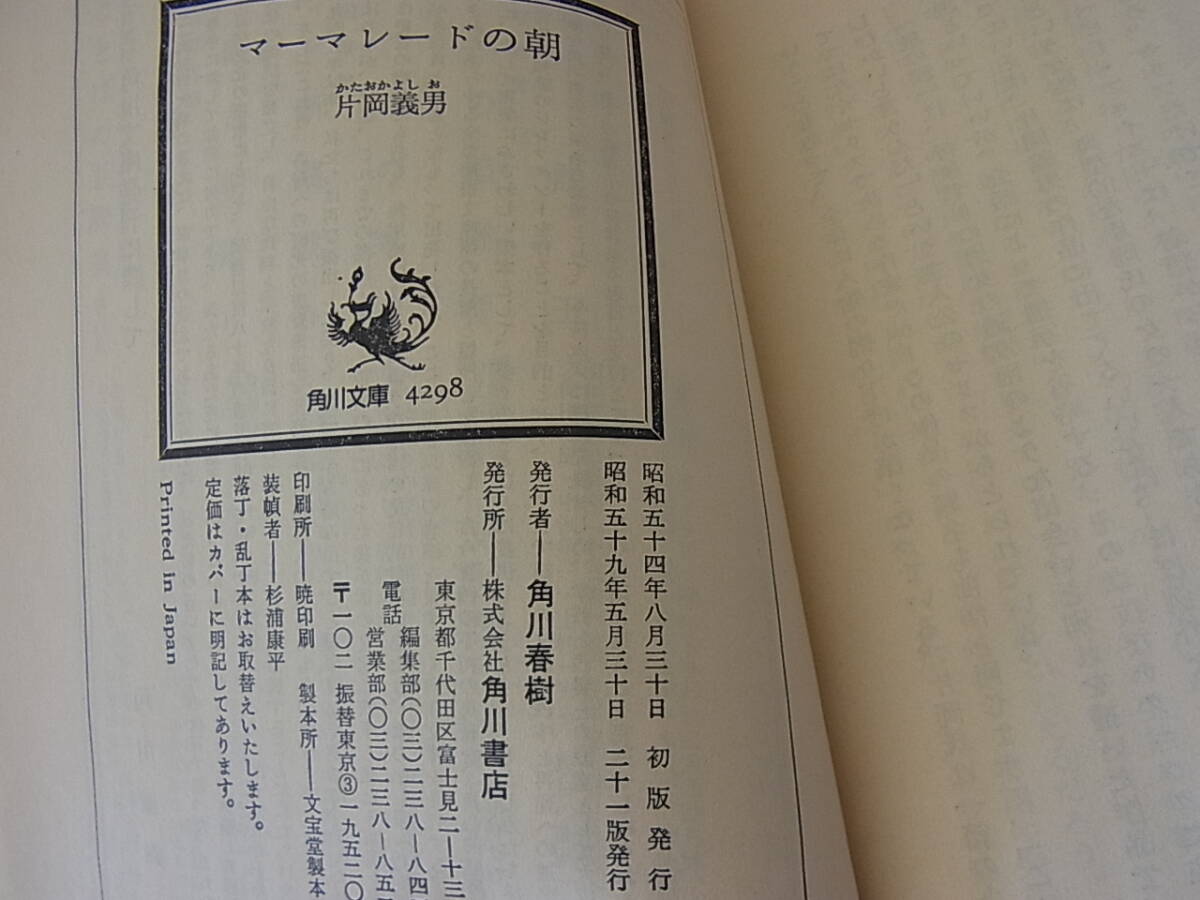 マーマレードの朝
かたおかよしお
片岡義男
角川文庫 4298
昭和五十四年八月三十日 初版発行
昭和五十九年五月三十日 二十一版発行
発行者―角川春樹
発行所―株式会社角川書店
東京都千代田区富士見二―十三
電話 編集部(〇三)二三八―八四
営業部(〇三)二三八―八五
〒一〇二 振替東京③一九五二〇
印刷所―暁印刷 製本所―文宝堂製本
装幀者―杉浦康平
落丁・乱丁本はお取替えいたします。
定価はカバーに明記してあります。
Printed in Japan